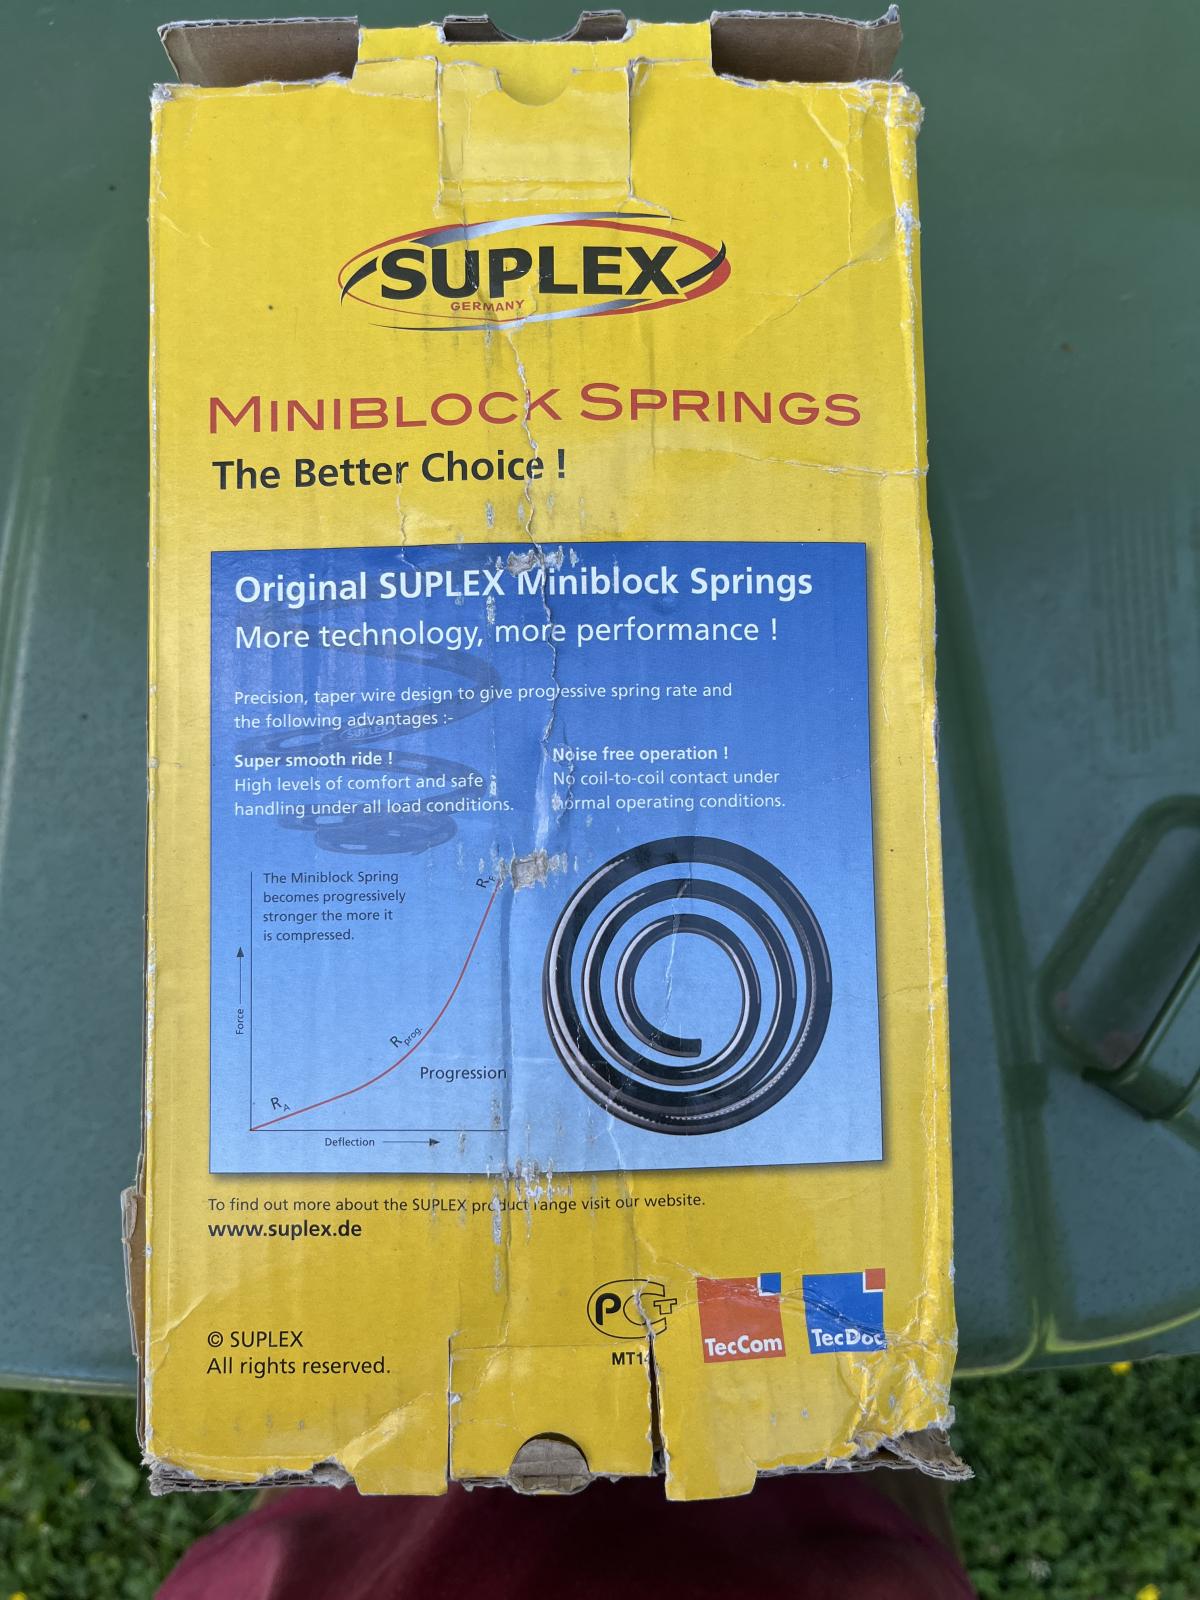 SUPLEX
GERMANY
MINIBLOCK SPRINGS
The Better Choice !
Original SUPLEX Miniblock Springs
More technology, more performance !
Precision, taper wire design to give progressive spring rate and
the following advantages :-
SUPLEX
Super smooth ride !
High levels of comfort and safe
handling under all load conditions.
Noise free operation !
No coil-to-coil contact under
normal operating conditions.
The Miniblock Spring
becomes progressively
stronger the more it
is compressed.
Force
R
R prog.
R A
Progression
Deflection
To find out more about the SUPLEX product range visit our website.
www.suplex.de
© SUPLEX
All rights reserved.
PCT
MT14
TecCom
TecDoc